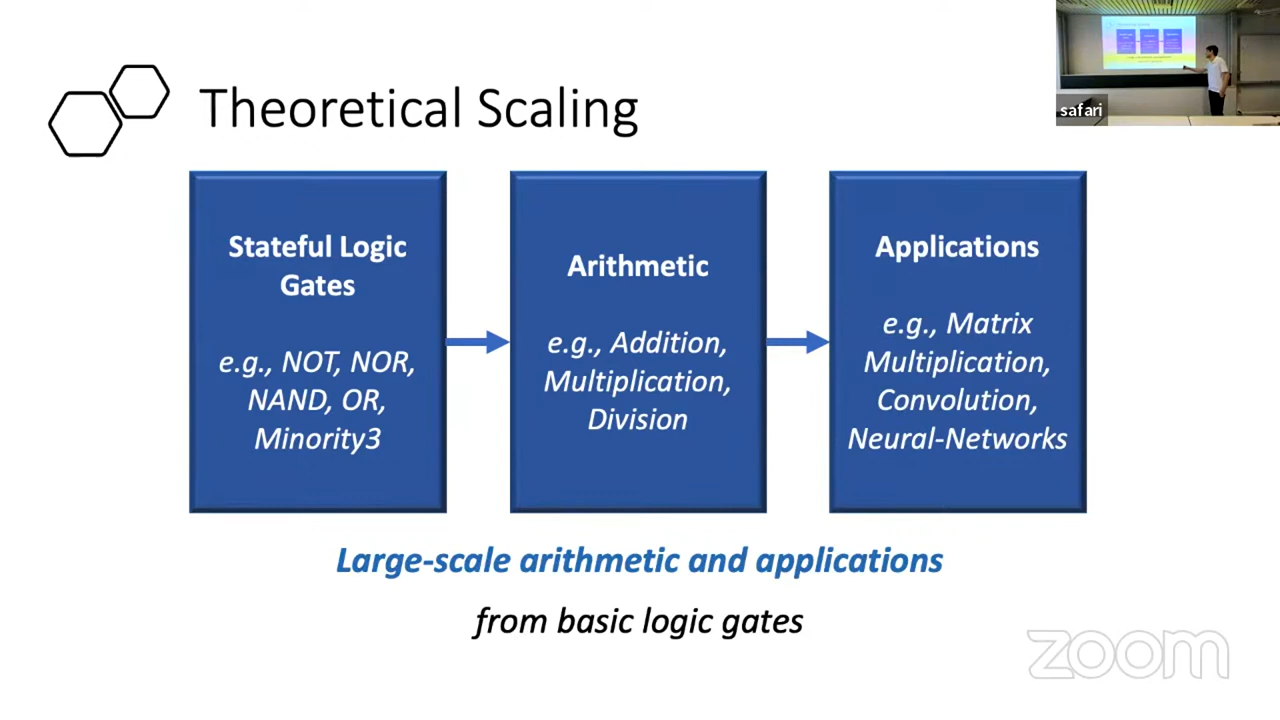 Theoretical Scaling
safari
Stateful Logic
Gates
e.g., NOT, NOR,
NAND, OR,
Minority3
Arithmetic
e.g., Addition,
Multiplication,
Division
Applications
e.g., Matrix
Multiplication,
Convolution,
Neural-Networks
Large-scale arithmetic and applications
from basic logic gates
zoom